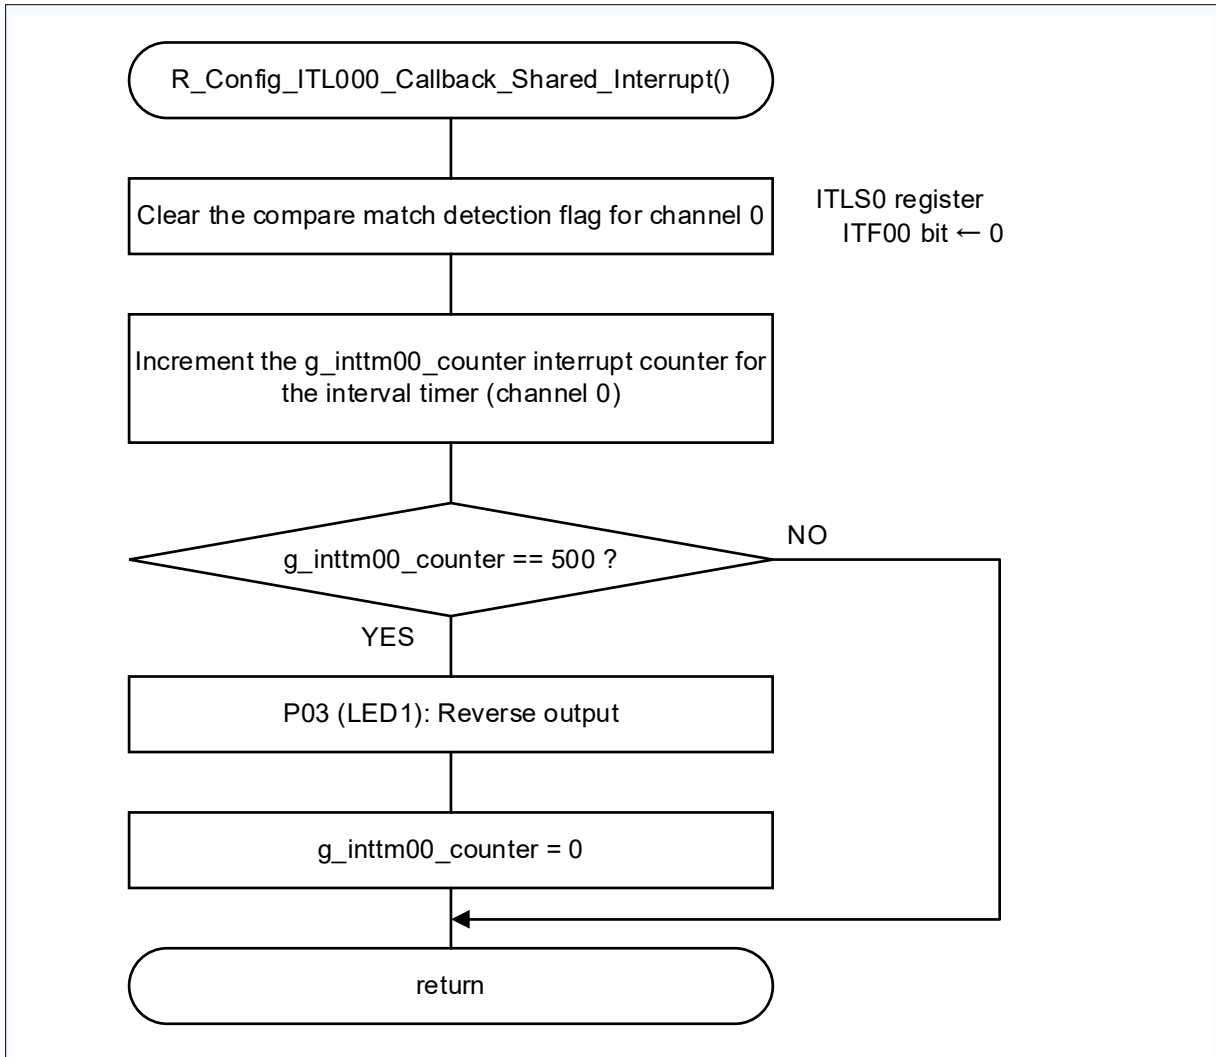 R_Config_ITL000_Callback_Shared_Interrupt()
Clear the compare match detection flag for channel 0
ITLS0 register
ITF00 bit ← 0
Increment the g_inttm00_counter interrupt counter for
the interval timer (channel 0)
g_inttm00_counter == 500 ?
NO
YES
P03 (LED1): Reverse output
g_inttm00_counter = 0
return